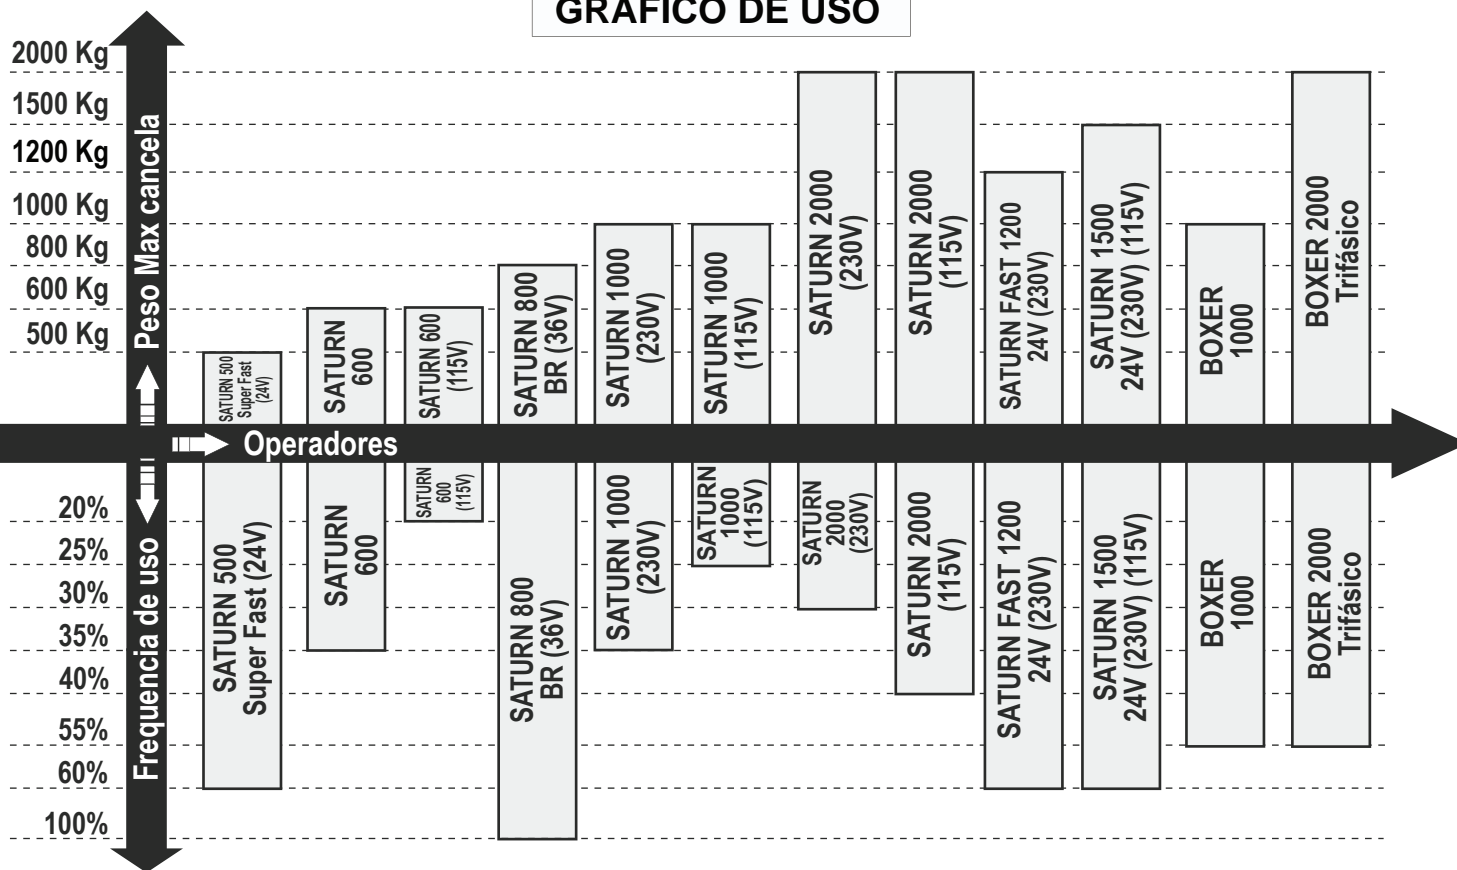 GRAFICO DE USO
2000 Kg
1500 Kg
1200 Kg
1000 Kg
800 Kg
600 Kg
500 Kg
Peso Max cancela
SATURN 500
Super Fast
(24V)
SATURN
600
SATURN 600
(115V)
SATURN 800
BR (36V)
SATURN 1000
(230V)
SATURN 1000
(115V)
SATURN 2000
(230V)
SATURN 2000
(115V)
SATURN FAST 1200
24V (230V)
SATURN 1500
24V (230V) (115V)
BOXER
1000
BOXER 2000
Trifásico
Operadores
20%
25%
30%
35%
40%
55%
60%
100%
Frequencia de uso
SATURN 500
Super Fast (24V)
SATURN
600
SATURN
600
(115V)
SATURN 800
BR (36V)
SATURN 1000
(230V)
SATURN
1000
(115V)
SATURN
2000
(230V)
SATURN 2000
(115V)
SATURN FAST 1200
24V (230V)
SATURN 1500
24V (230V) (115V)
BOXER
1000
BOXER 2000
Trifásico